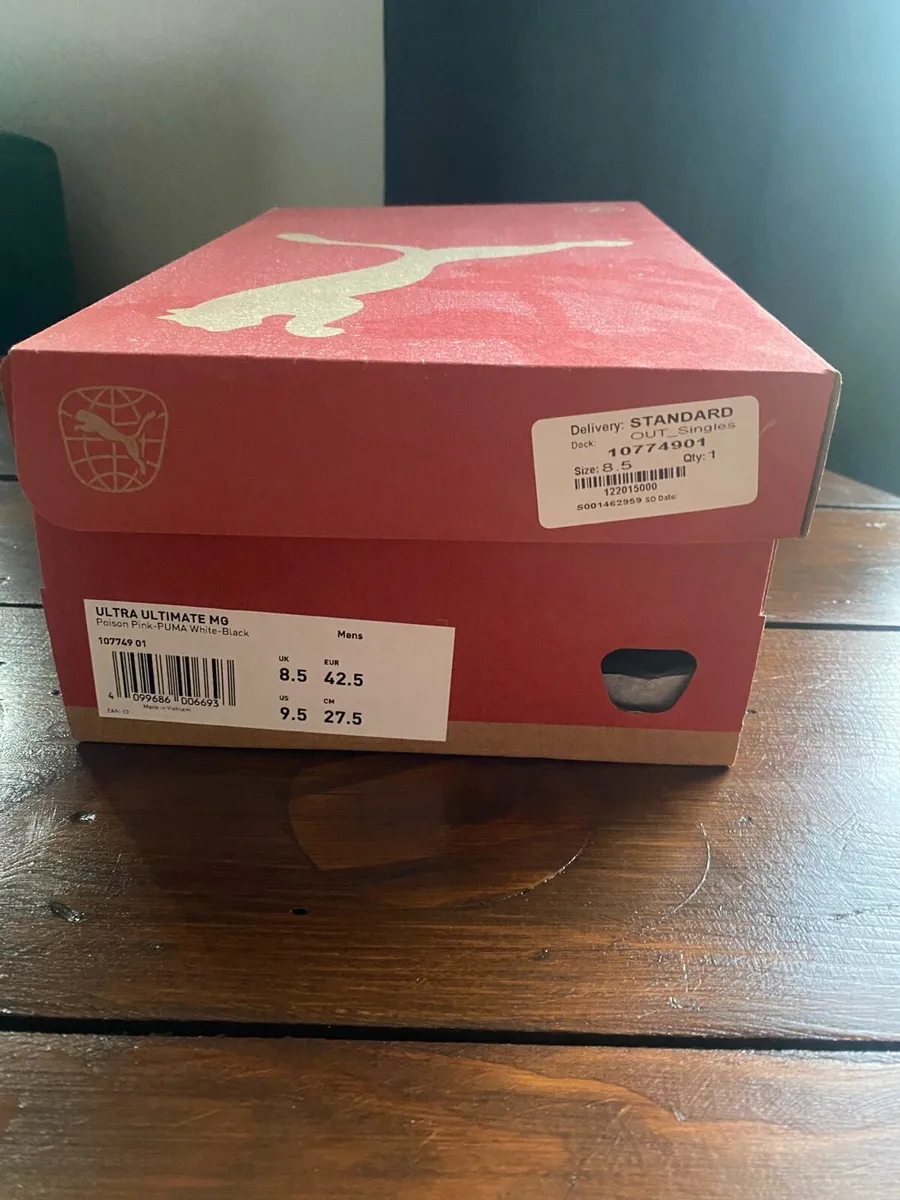 Delivery: STANDARD
Dock: OUT_Singles
10774901
Size: 8.5 Qty: 1
122015000
S001462959 SO Date:
ULTRA ULTIMATE MG
Poison Pink-PUMA White-Black
Mens
107749 01
UK EUR
8.5 42.5
4 099686 006693
US CM
9.5 27.5
EAN-13 Made in Vietnam